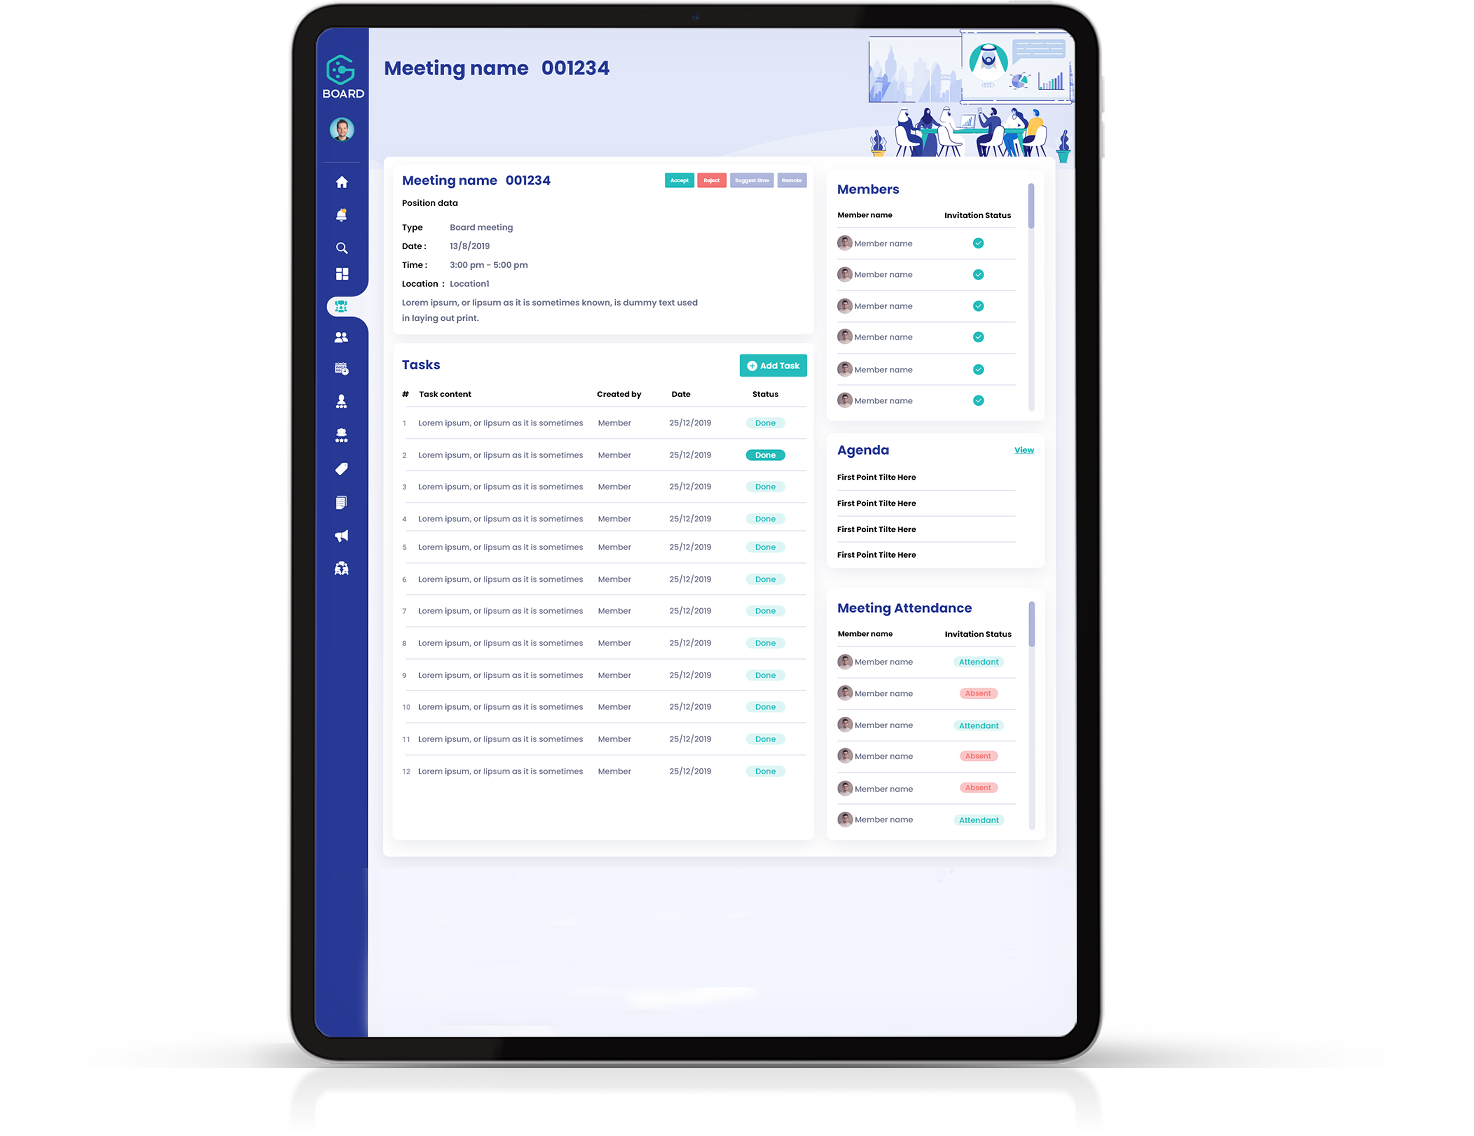 BOARD
Meeting name 001234
Meeting name 001234
Accept Reject Suggest time Remote
Position data
Type Board meeting
Date : 13/8/2019
Time : 3:00 pm - 5:00 pm
Location : Location1
Lorem ipsum, or lipsum as it is sometimes known, is dummy text used
in laying out print.
Tasks
Add Task
# Task content Created by Date Status
1 Lorem ipsum, or lipsum as it is sometimes Member 25/12/2019 Done
2 Lorem ipsum, or lipsum as it is sometimes Member 25/12/2019 Done
3 Lorem ipsum, or lipsum as it is sometimes Member 25/12/2019 Done
4 Lorem ipsum, or lipsum as it is sometimes Member 25/12/2019 Done
5 Lorem ipsum, or lipsum as it is sometimes Member 25/12/2019 Done
6 Lorem ipsum, or lipsum as it is sometimes Member 25/12/2019 Done
7 Lorem ipsum, or lipsum as it is sometimes Member 25/12/2019 Done
8 Lorem ipsum, or lipsum as it is sometimes Member 25/12/2019 Done
9 Lorem ipsum, or lipsum as it is sometimes Member 25/12/2019 Done
10 Lorem ipsum, or lipsum as it is sometimes Member 25/12/2019 Done
11 Lorem ipsum, or lipsum as it is sometimes Member 25/12/2019 Done
12 Lorem ipsum, or lipsum as it is sometimes Member 25/12/2019 Done
Members
Member name Invitation Status
Member name
Member name
Member name
Member name
Member name
Member name
Agenda View
First Point Tilte Here
First Point Tilte Here
First Point Tilte Here
First Point Tilte Here
Meeting Attendance
Member name Invitation Status
Member name Attendant
Member name Absent
Member name Attendant
Member name Absent
Member name Absent
Member name Attendant